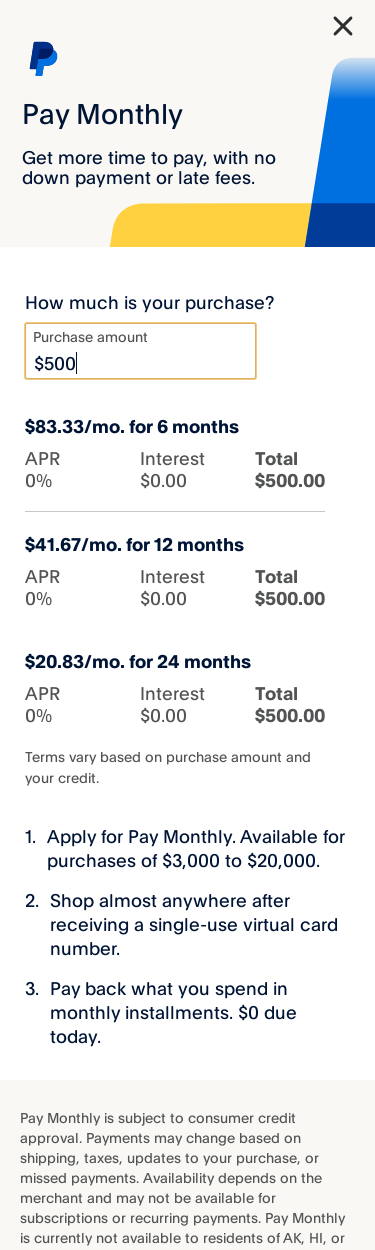 Pay Monthly
Get more time to pay, with no
down payment or late fees.
How much is your purchase?
Purchase amount
$500
$83.33/mo. for 6 months
APR Interest Total
0% $0.00 $500.00
$41.67/mo. for 12 months
APR Interest Total
0% $0.00 $500.00
$20.83/mo. for 24 months
APR Interest Total
0% $0.00 $500.00
Terms vary based on purchase amount and
your credit.
1. Apply for Pay Monthly. Available for
purchases of $3,000 to $20,000.
2. Shop almost anywhere after
receiving a single-use virtual card
number.
3. Pay back what you spend in
monthly installments. $0 due
today.
Pay Monthly is subject to consumer credit
approval. Payments may change based on
shipping, taxes, updates to your purchase, or
missed payments. Availability depends on the
merchant and may not be available for
subscriptions or recurring payments. Pay Monthly
is currently not available to residents of AK, HI, or